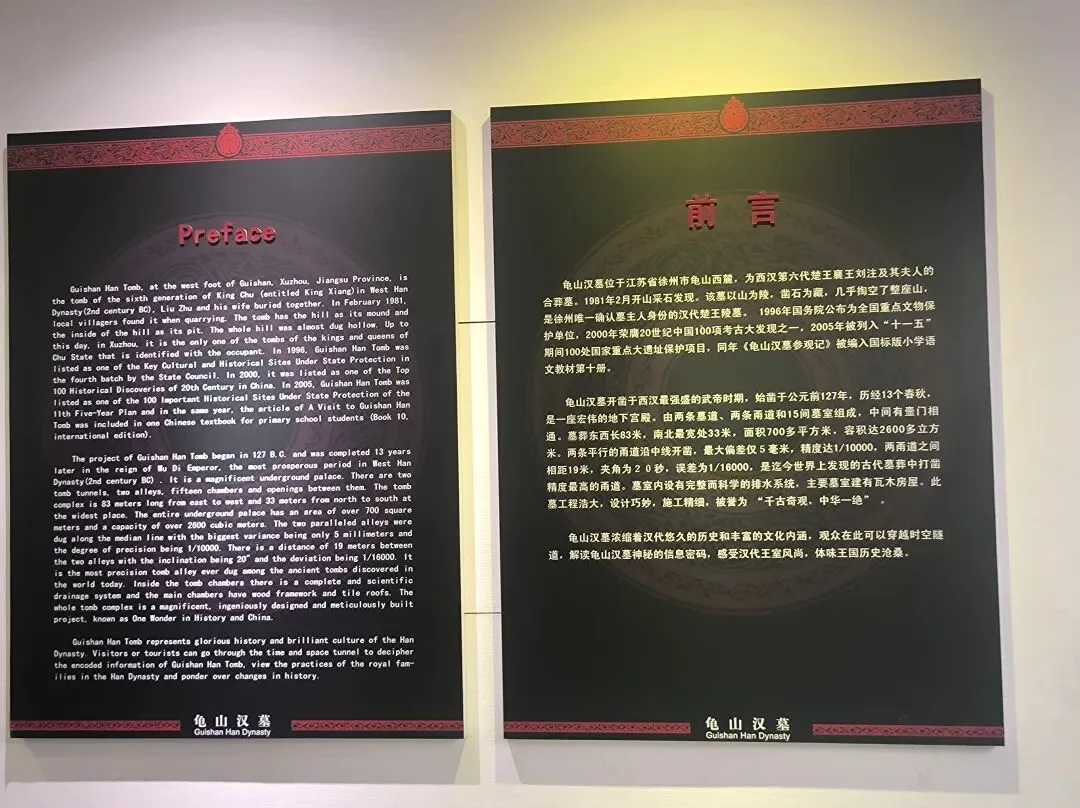 Preface
Guishan Han Tomb, at the west foot of Guishan, Xuzhou, Jiangsu Province, is
the tomb of the sixth generation of King Chu (entitled King Xiang)in West Han
Dynasty(2nd century BC), Liu Zhu and his wife buried together. In February 1981,
local villagers found it when quarrying. The tomb has the hill as its mound and
the inside of the hill as its pit. The whole hill was almost dug hollow. Up to
this day, in Xuzhou, it is the only one of the tombs of the kings and queens of
Chu State that is identified with the occupant. In 1996, Guishan Han Tomb was
listed as one of the Key Cultural and Historical Sites Under State Protection in
the fourth batch by the State Council. In 2000, it was listed as one of the Top
100 Historical Discoveries of 20th Century in China. In 2005, Guishan Han Tomb was
listed as one of the 100 Important Historical Sites Under State Protection of the
11th Five-Year Plan and in the same year, the article of A Visit to Guishan Han
Tomb was included in one Chinese textbook for primary school students (Book 10,
international edition).
The project of Guishan Han Tomb began in 127 B.C. and was completed 13 years
later in the reign of Wu Di Emperor, the most prosperous period in West Han
Dynasty(2nd century BC) . It is a magnificent underground palace. There are two
tomb tunnels, two alleys, fifteen chambers and openings between them. The tomb
complex is 83 meters long from east to west and 33 meters from north to south at
the widest place. The entire underground palace has an area of over 700 square
meters and a capacity of over 2600 cubic meters. The two paralleled alleys were
dug along the median line with the biggest variance being only 5 millimeters and
the degree of precision being 1/10000. There is a distance of 19 meters between
the two alleys with the inclination being 20″ and the deviation being 1/16000. It
is the most precision tomb alley ever dug among the ancient tombs discovered in
the world today. Inside the tomb chambers there is a complete and scientific
drainage system and the main chambers have wood framework and tile roofs. The
whole tomb complex is a magnificent, ingeniously designed and meticulously built
project, known as One Wonder in History and China.
Guishan Han Tomb represents glorious history and brilliant culture of the Han
Dynasty. Visitors or tourists can go through the time and space tunnel to decipher
the encoded information of Guishan Han Tomb, view the practices of the royal fam-
ilies in the Han Dynasty and ponder over changes in history.
龟山汉墓
Guishan Han Dynasty
前言
龟山汉墓位于江苏省徐州市龟山西麓，为西汉第六代楚王襄王刘注及其夫人的
合葬墓。1981年2月开山采石发现。该墓以山为陵，凿石为藏，几乎掏空了整座山，
是徐州唯一确认墓主人身份的汉代楚王陵墓。 1996年国务院公布为全国重点文物保
护单位，2000年荣膺20世纪中国100项考古大发现之一，2005年被列入“十一五”
期间100处国家重点大遗址保护项目，同年《龟山汉墓参观记》被编入国标版小学语
文教材第十册。
龟山汉墓开凿于西汉最强盛的武帝时期，始凿于公元前127年，历经13个春秋，
是一座宏伟的地下宫殿。由两条墓道、两条甬道和15间墓室组成，中间有壸门相
通。墓葬东西长83米，南北最宽处33米，面积700多平方米，容积达2600多立方
米。两条平行的甬道沿中线开凿，最大偏差仅5毫米，精度达1/10000，两甬道之间
相距19米，夹角为20秒，误差为1/16000，是迄今世界上发现的古代墓葬中打凿
精度最高的甬道。墓室内设有完整而科学的排水系统，主要墓室建有瓦木房屋。此
墓工程浩大，设计巧妙，施工精细，被誉为 “千古奇观，中华一绝” 。
龟山汉墓浓缩着汉代悠久的历史和丰富的文化内涵，观众在此可以穿越时空隧
道，解读龟山汉墓神秘的信息密码，感受汉代王室风尚，体味王国历史沧桑。
龟山汉墓
Guishan Han Dynasty